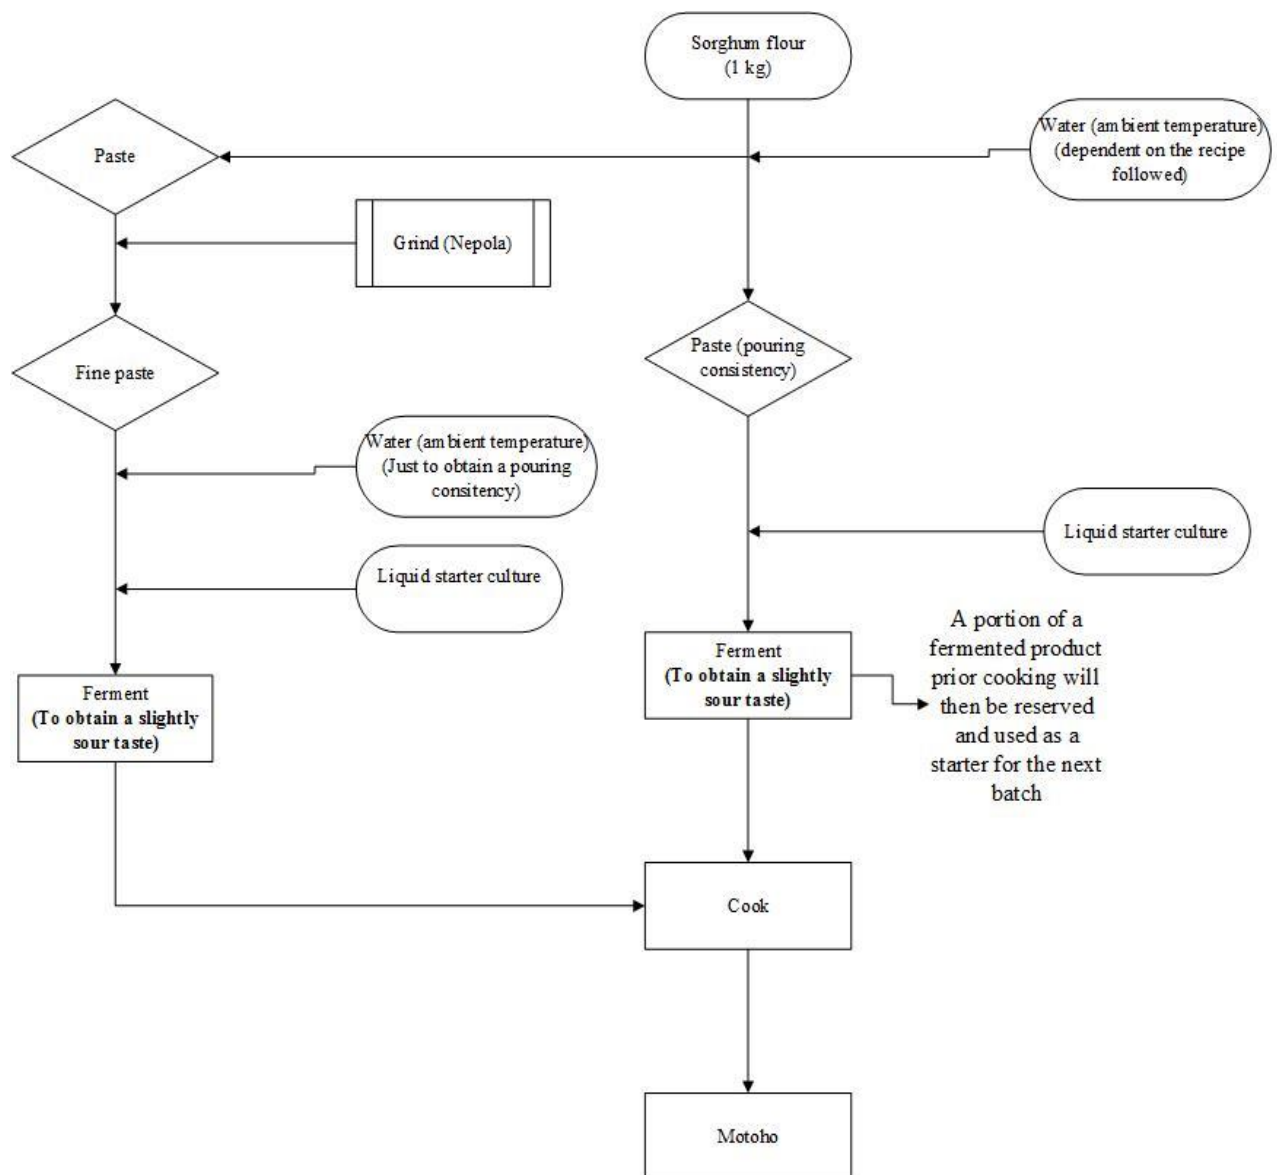 Sorghum flour
(1 kg)
Water (ambient temperature)
(dependent on the recipe
followed)
Paste
Grind (Nepola)
Paste (pouring
consistency)
Fine paste
Water (ambient temperature)
(Just to obtain a pouring
consitency)
Liquid starter culture
Liquid starter culture
Ferment
(To obtain a slightly
sour taste)
Ferment
(To obtain a slightly
sour taste)
A portion of a
fermented product
prior cooking will
then be reserved
and used as a
starter for the next
batch
Cook
Motoho